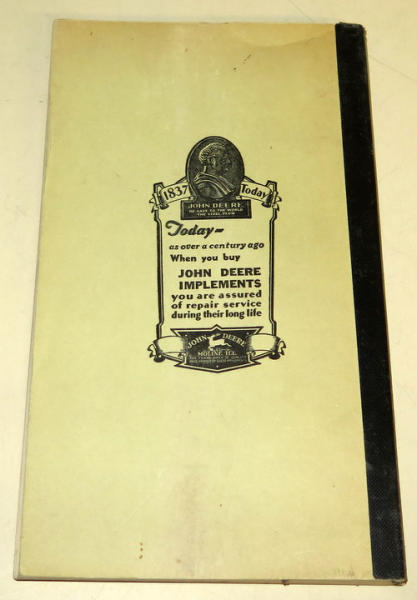 1837 Today
JOHN DEERE
HE GAVE TO THE WORLD
THE STEEL PLOW
Today—
as over a century ago
When you buy
JOHN DEERE
IMPLEMENTS
you are assured
of repair service
during their long life
JOHN DEERE
MOLINE ILL.